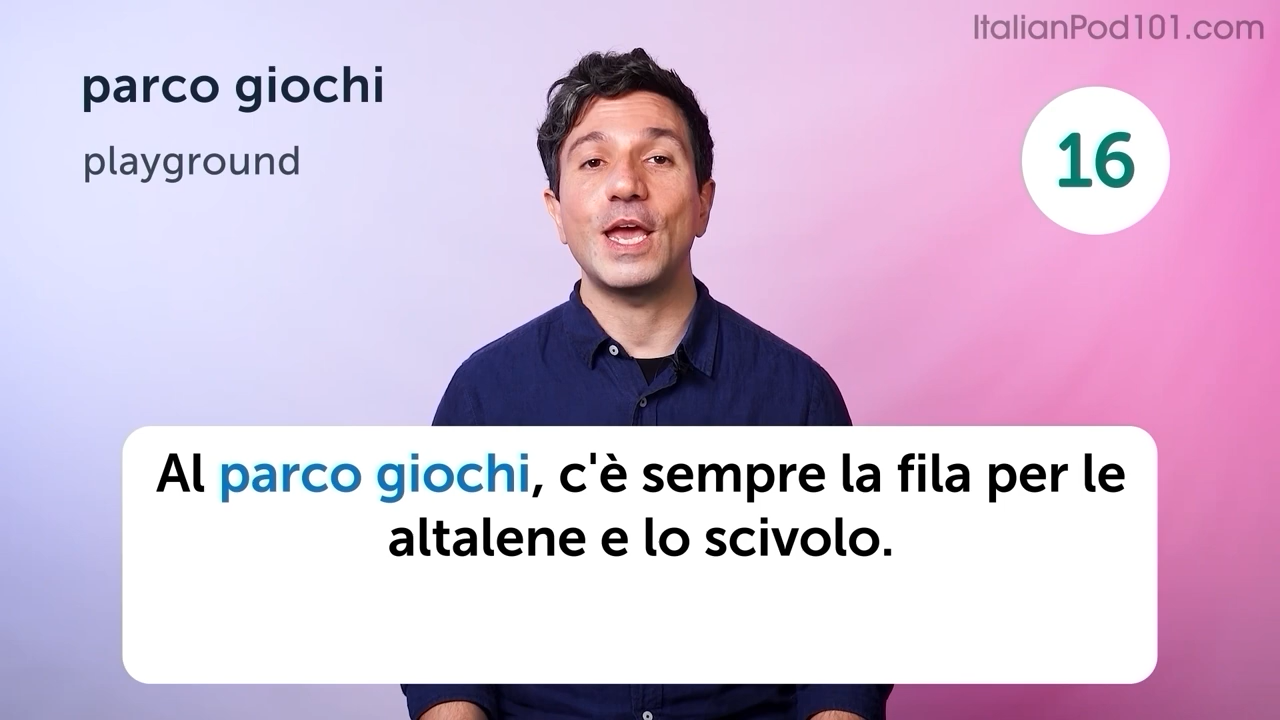 ItalianPod101.com
parco giochi
playground
16
Al parco giochi, c'è sempre la fila per le
altalene e lo scivolo.